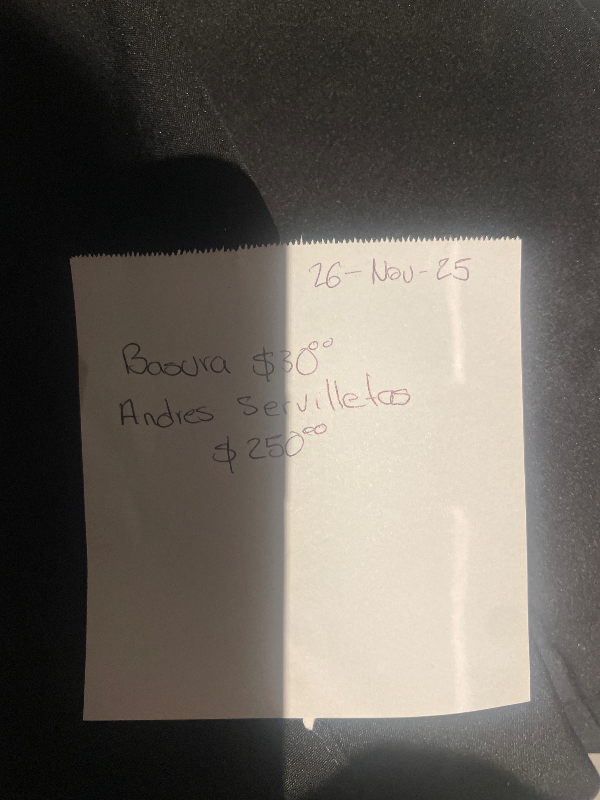 26-Nov-25
Basura $30⁰⁰
Andres Servilletas
$250⁰⁰